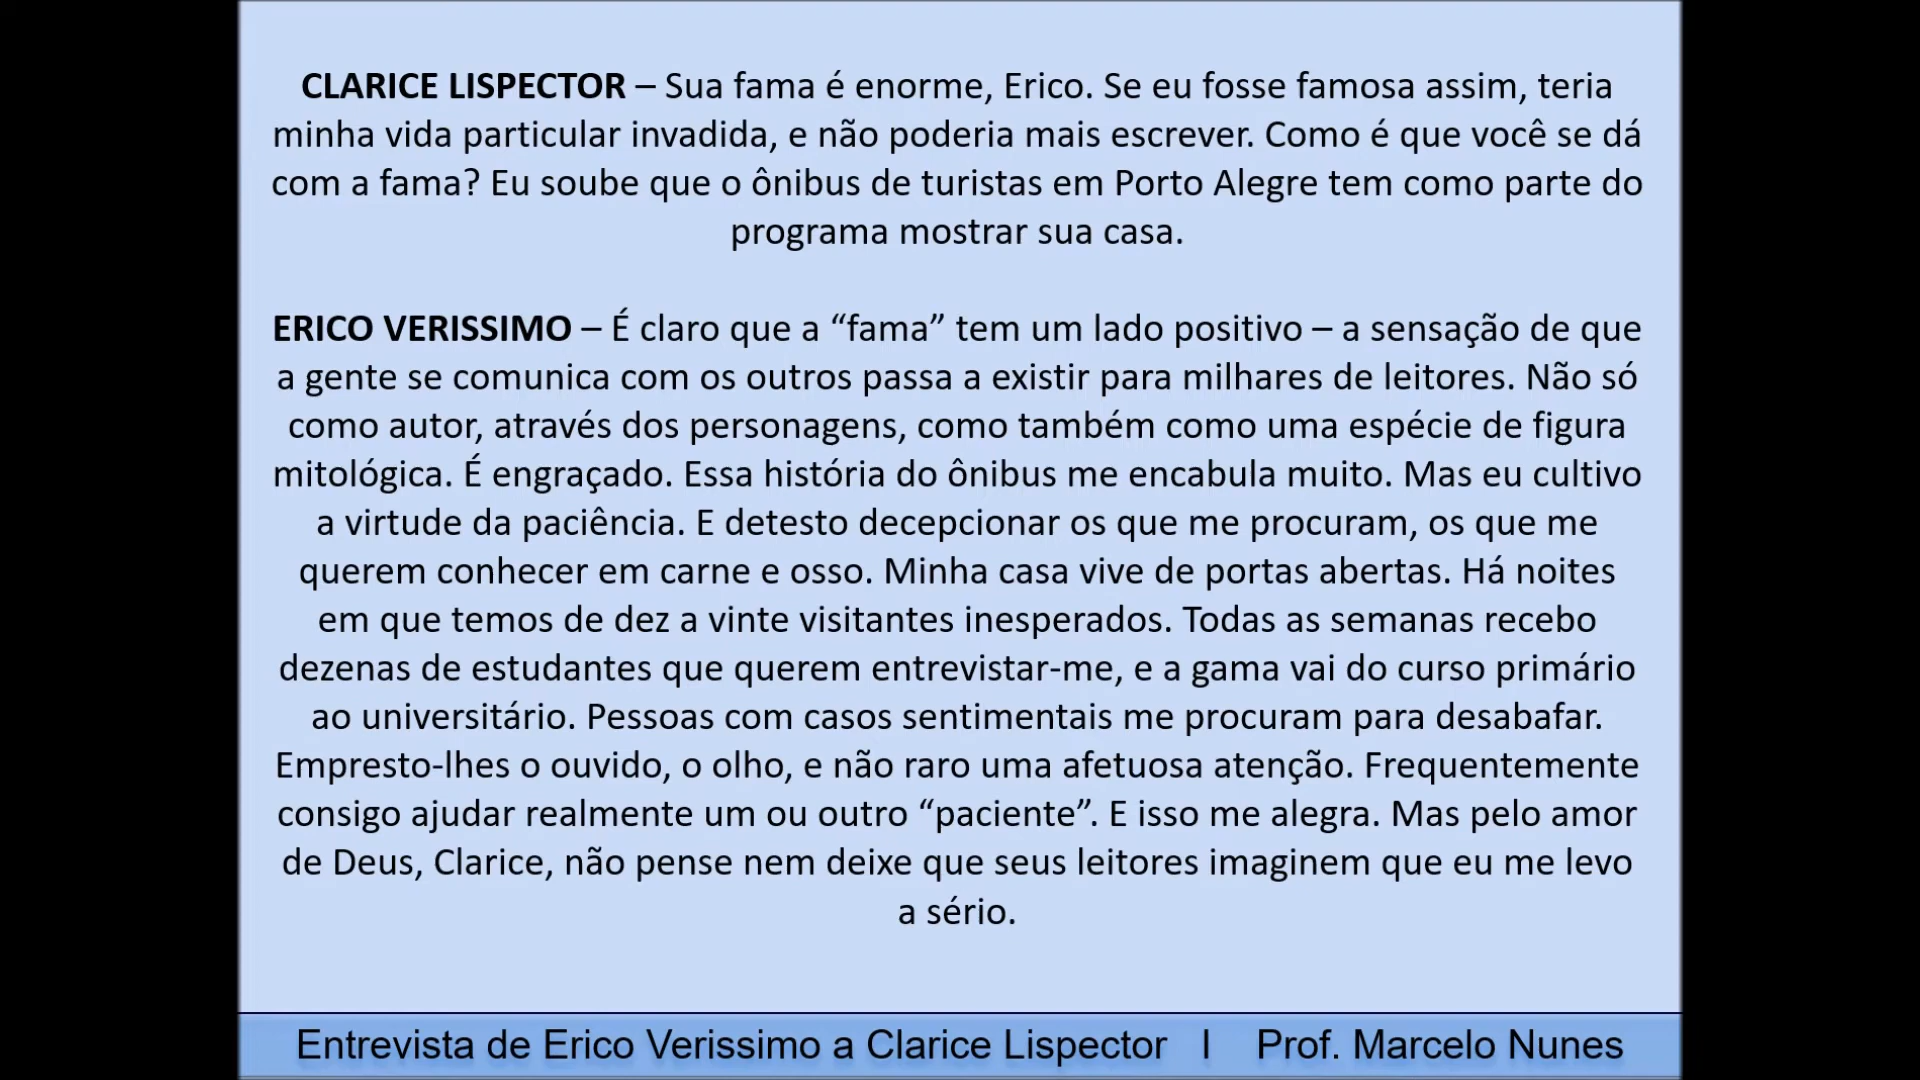 CLARICE LISPECTOR – Sua fama é enorme, Erico. Se eu fosse famosa assim, teria
minha vida particular invadida, e não poderia mais escrever. Como é que você se dá
com a fama? Eu soube que o ônibus de turistas em Porto Alegre tem como parte do
programa mostrar sua casa.
ERICO VERISSIMO – É claro que a “fama” tem um lado positivo – a sensação de que
a gente se comunica com os outros passa a existir para milhares de leitores. Não só
como autor, através dos personagens, como também como uma espécie de figura
mitológica. É engraçado. Essa história do ônibus me encabula muito. Mas eu cultivo
a virtude da paciência. E detesto decepcionar os que me procuram, os que me
querem conhecer em carne e osso. Minha casa vive de portas abertas. Há noites
em que temos de dez a vinte visitantes inesperados. Todas as semanas recebo
dezenas de estudantes que querem entrevistar-me, e a gama vai do curso primário
ao universitário. Pessoas com casos sentimentais me procuram para desabafar.
Empresto-lhes o ouvido, o olho, e não raro uma afetuosa atenção. Frequentemente
consigo ajudar realmente um ou outro “paciente”. E isso me alegra. Mas pelo amor
de Deus, Clarice, não pense nem deixe que seus leitores imaginem que eu me levo
a sério.
Entrevista de Erico Verissimo a Clarice Lispector I Prof. Marcelo Nunes